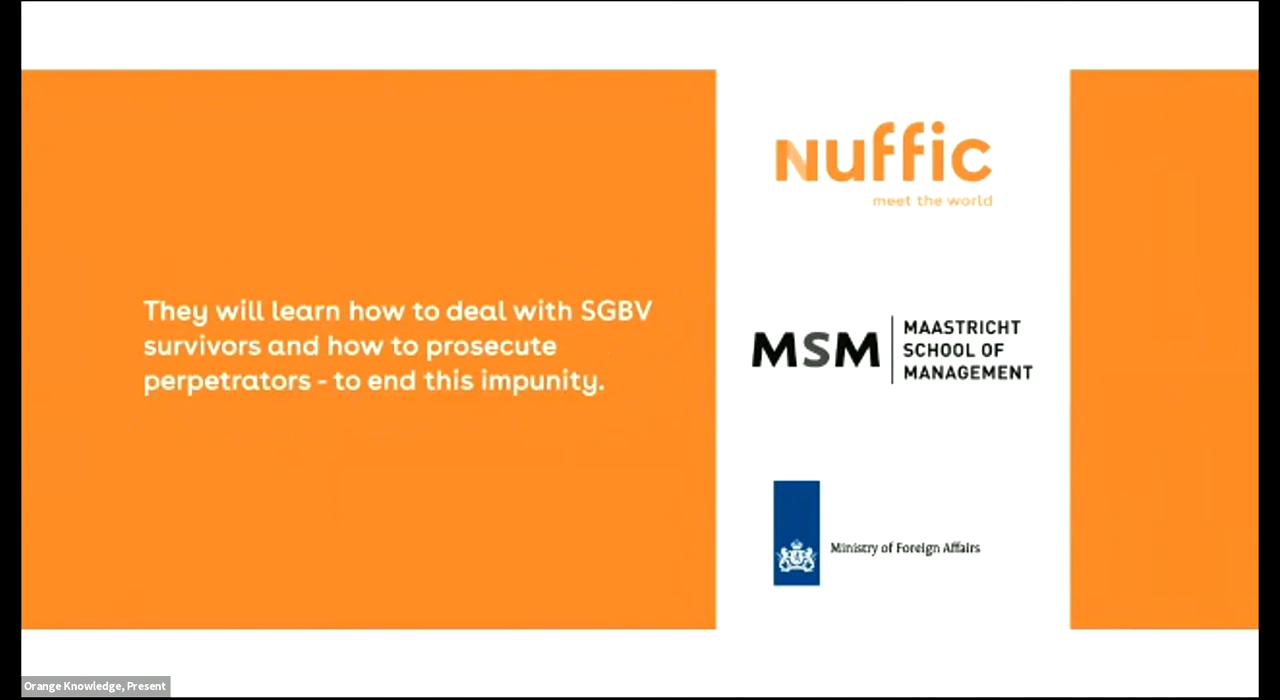 They will learn how to deal with SGBV
survivors and how to prosecute
perpetrators - to end this impunity.
Nuffic
meet the world
MSM
MAASTRICHT
SCHOOL OF
MANAGEMENT
Ministry of Foreign Affairs
Orange Knowledge, Present